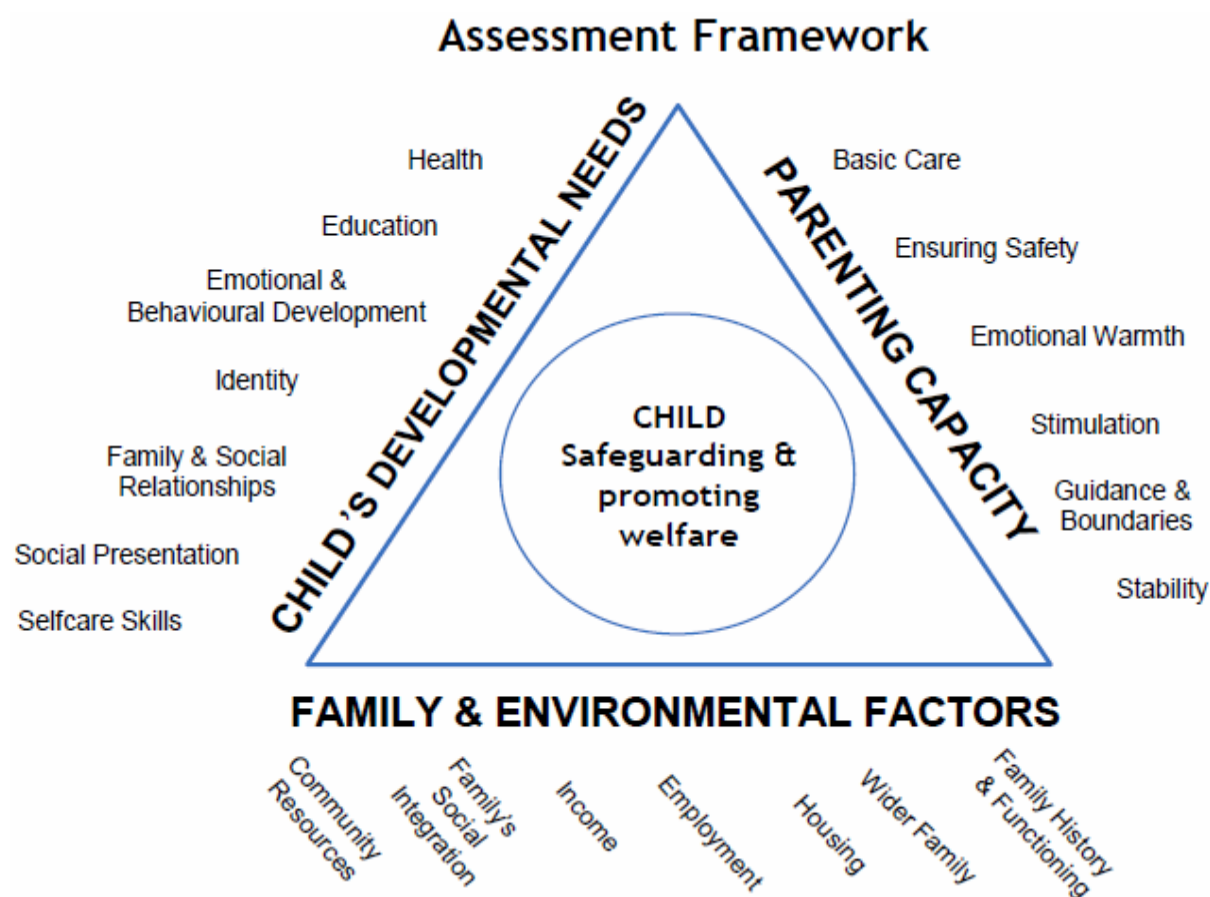 Assessment Framework
CHILD'S DEVELOPMENTAL NEEDS
Health
Education
Emotional &
Behavioural Development
Identity
Family & Social
Relationships
Social Presentation
Selfcare Skills
PARENTING CAPACITY
Basic Care
Ensuring Safety
Emotional Warmth
Stimulation
Guidance &
Boundaries
Stability
CHILD
Safeguarding &
promoting
welfare
FAMILY & ENVIRONMENTAL FACTORS
Community
Resources
Family's
Social
Integration
Income
Employment
Housing
Wider Family
Family History
& Functioning